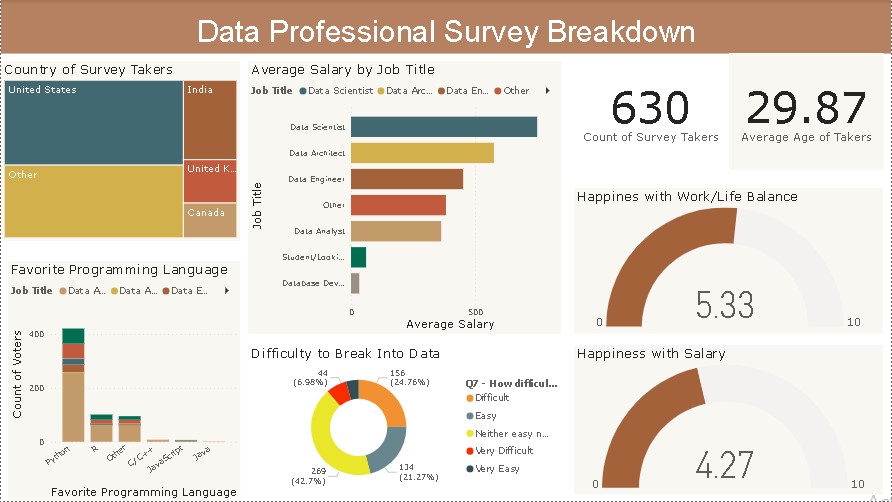 Data Professional Survey Breakdown
Country of Survey Takers
United States
India
Other
United K...
Canada
Average Salary by Job Title
Job Title Data Scientist Data Arc... Data En... Other
Job Title
Data Scientist
Data Architect
Data Engineer
Other
Data Analyst
Student/Looki...
Database Dev...
0 500
Average Salary
630
Count of Survey Takers
29.87
Average Age of Takers
Happines with Work/Life Balance
5.33
0 10
Favorite Programming Language
Job Title Data A... Data A... Data E...
Count of Voters
400
200
0
Python R Other C/C++ JavaScript Java
Favorite Programming Language
Difficulty to Break Into Data
44
(6.98%)
156
(24.76%)
269
(42.7%)
134
(21.27%)
Q7 - How difficul...
Difficult
Easy
Neither easy n...
Very Difficult
Very Easy
Happiness with Salary
4.27
0 10